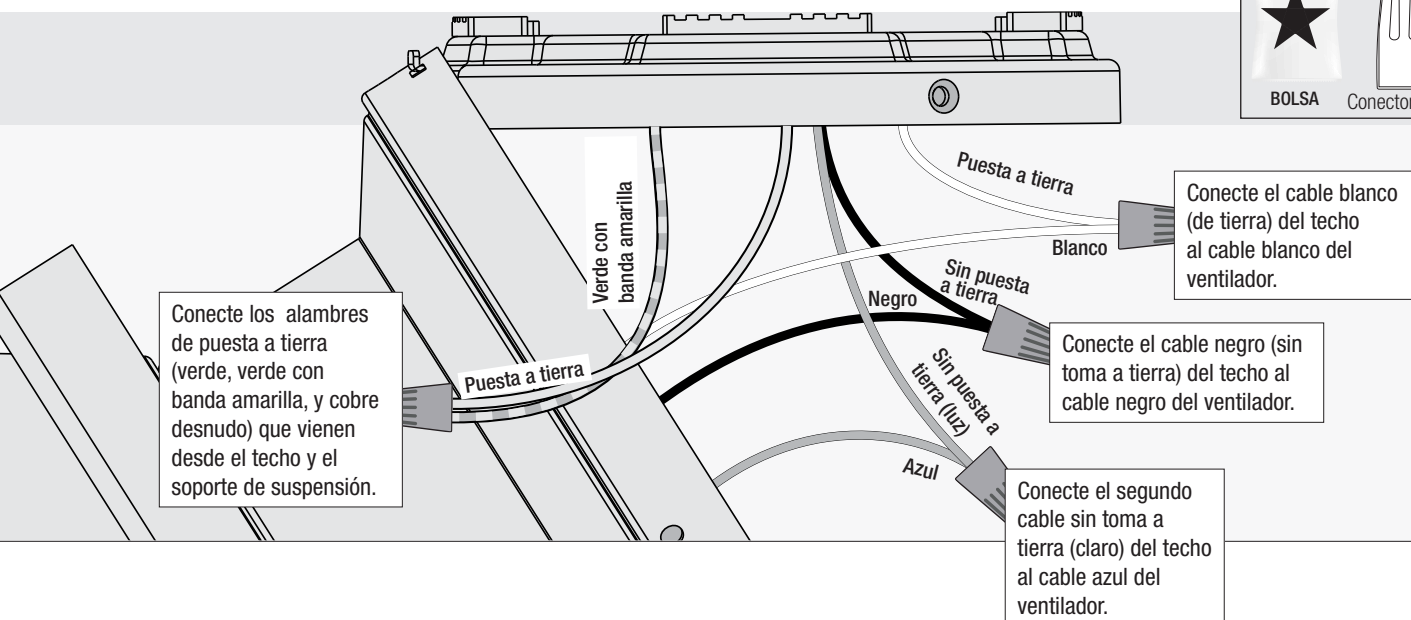 BOLSA
Conector
Puesta a tierra
Verde con
banda amarilla
Conecte el cable blanco
(de tierra) del techo
al cable blanco del
ventilador.
Blanco
Sin puesta
a tierra
Negro
Conecte los alambres
de puesta a tierra
(verde, verde con
banda amarilla, y cobre
desnudo) que vienen
desde el techo y el
soporte de suspensión.
Puesta a tierra
Conecte el cable negro (sin
toma a tierra) del techo al
cable negro del ventilador.
Sin puesta a
tierra (luz)
Azul
Conecte el segundo
cable sin toma a
tierra (claro) del techo
al cable azul del
ventilador.